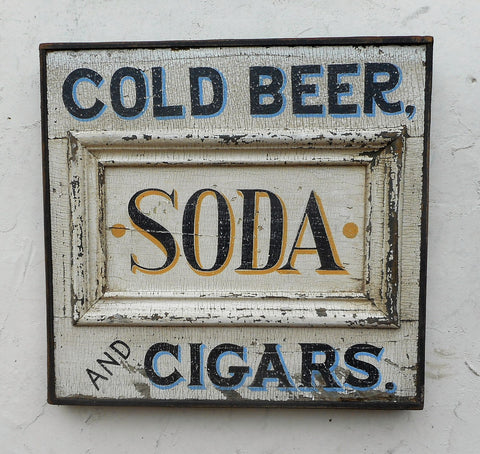 COLD BEER,
·SODA·
AND CIGARS.